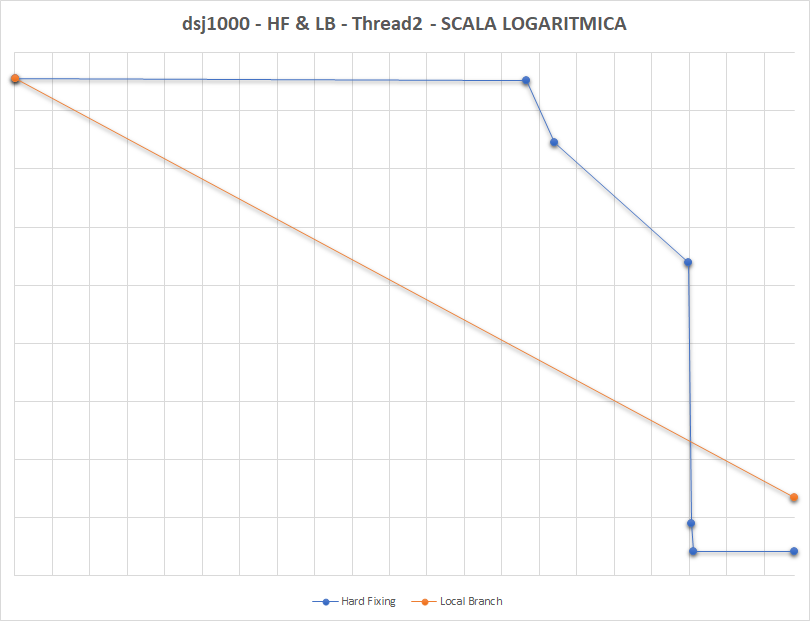 dsj1000 - HF & LB - Thread2 - SCALA LOGARITMICA
Hard Fixing Local Branch